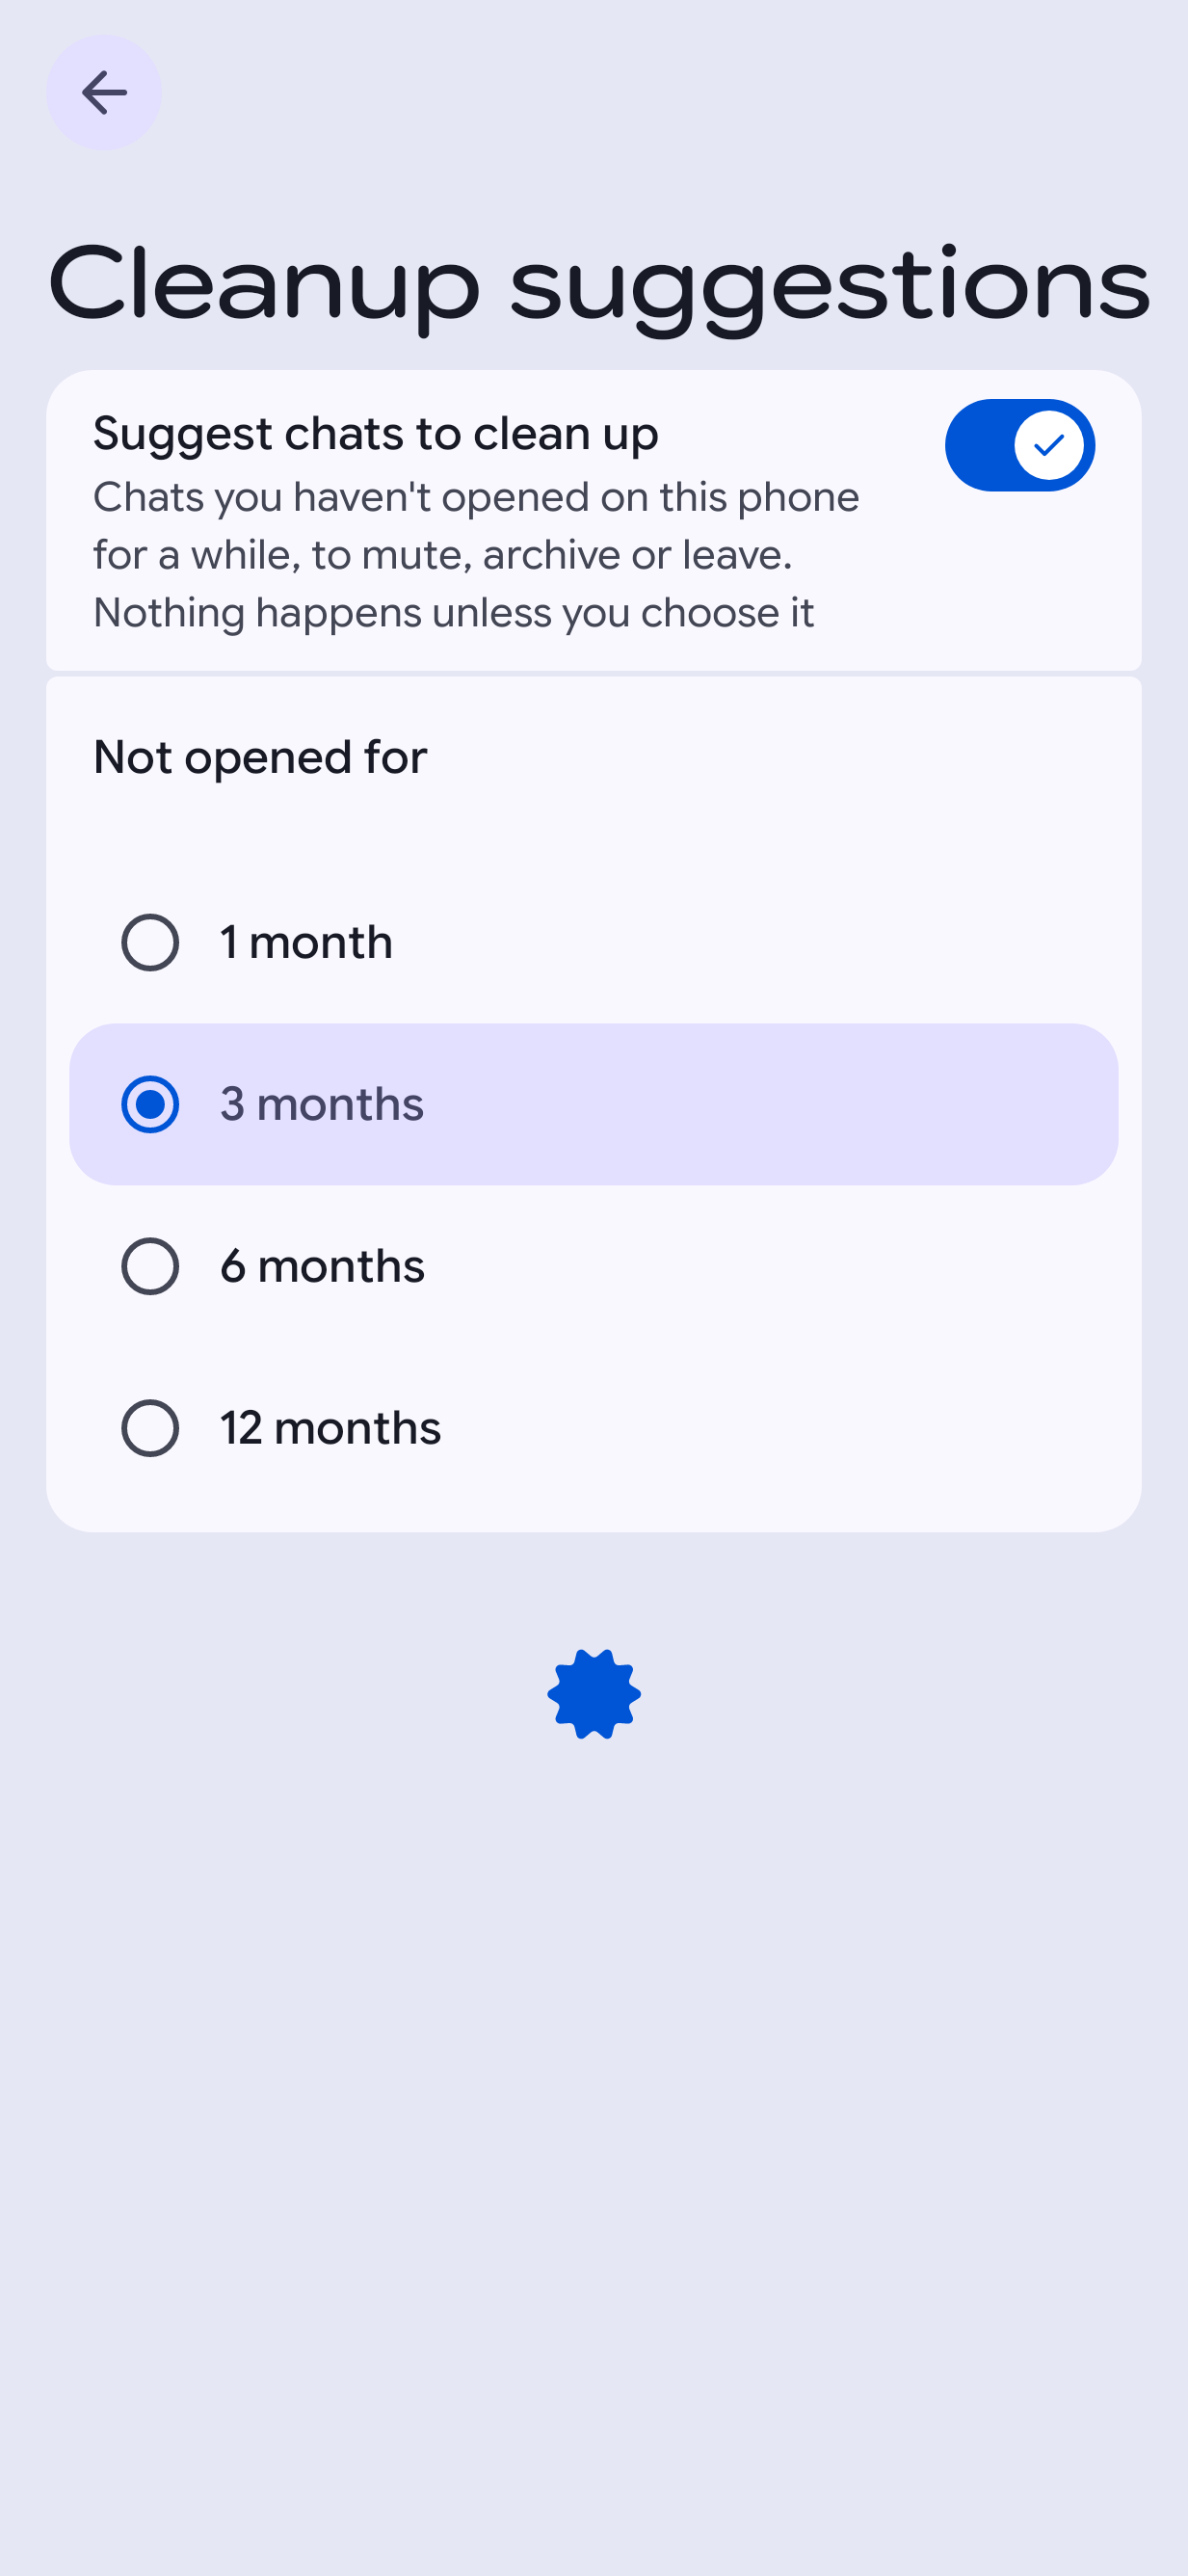 Cleanup suggestions
Suggest chats to clean up
Chats you haven't opened on this phone
for a while, to mute, archive or leave.
Nothing happens unless you choose it
Not opened for
1 month
3 months
6 months
12 months